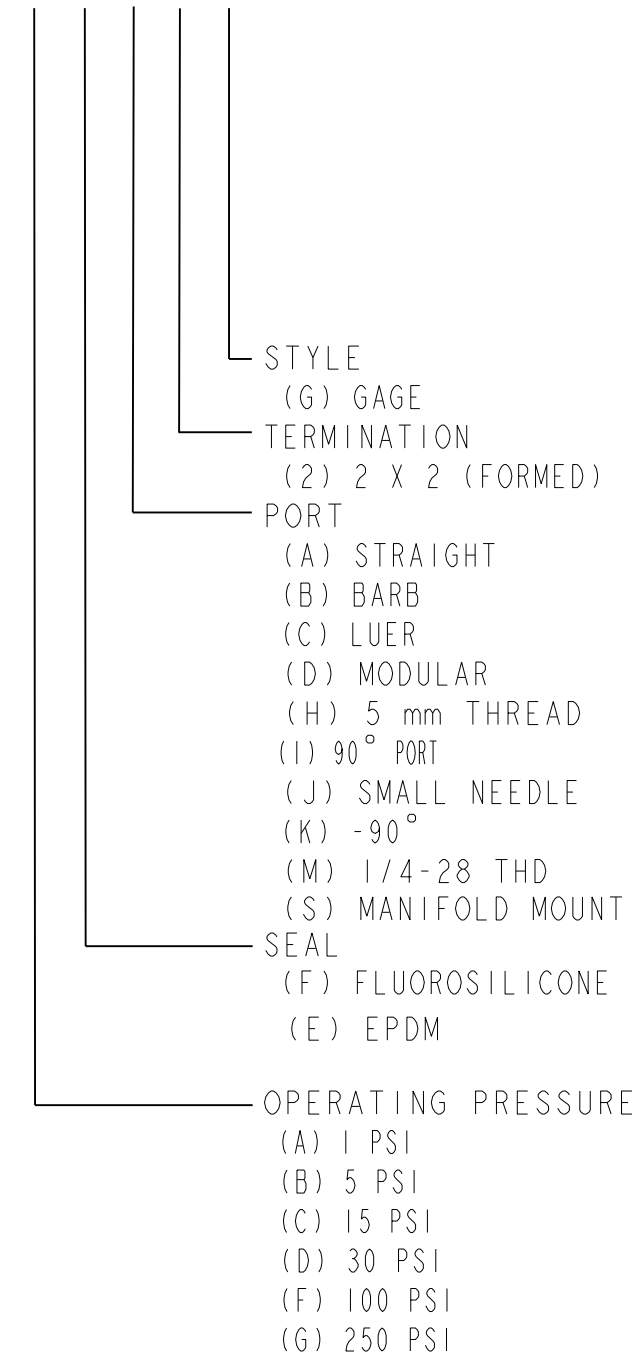 STYLE
(G) GAGE
TERMINATION
(2) 2 X 2 (FORMED)
PORT
(A) STRAIGHT
(B) BARB
(C) LUER
(D) MODULAR
(H) 5 mm THREAD
(I) 90° PORT
(J) SMALL NEEDLE
(K) -90°
(M) 1/4-28 THD
(S) MANIFOLD MOUNT
SEAL
(F) FLUOROSILICONE
(E) EPDM
OPERATING PRESSURE
(A) 1 PSI
(B) 5 PSI
(C) 15 PSI
(D) 30 PSI
(F) 100 PSI
(G) 250 PSI